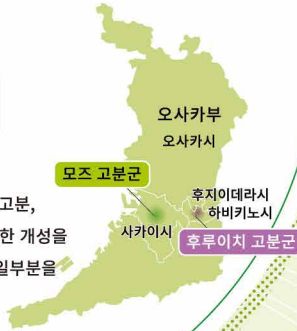 오사카부
오사카시
모즈 고분군
후지이데라시
하비키노시
사카이시
후루이치 고분군
고분,
한 개성을
일부분을